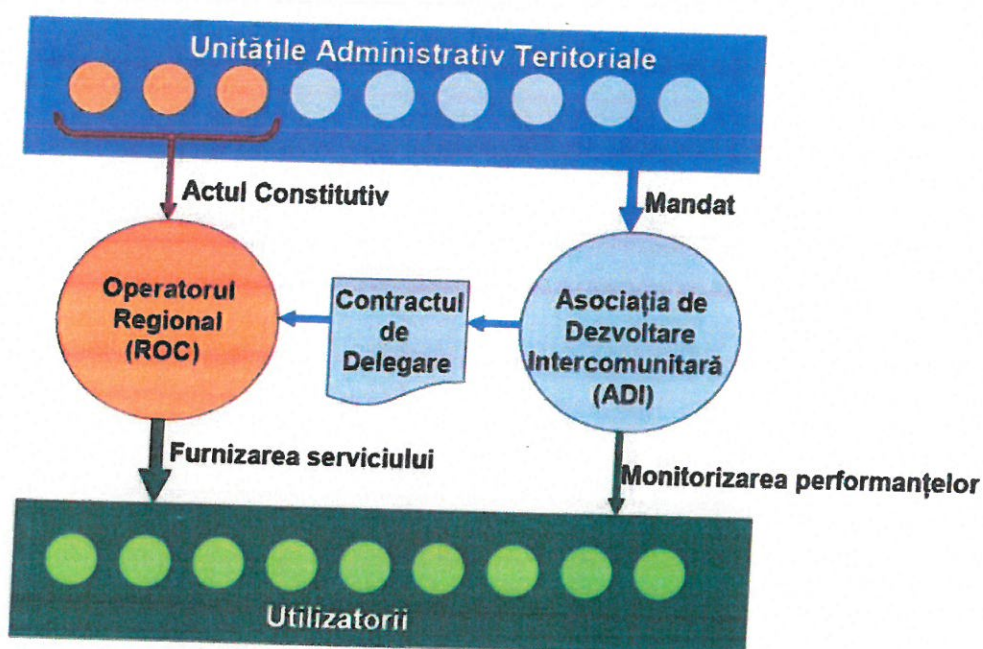 Unitățile Administrativ Teritoriale
Actul Constitutiv
Mandat
Operatorul
Regional
(ROC)
Contractul
de
Delegare
Asociația de
Dezvoltare
Intercomunitară
(ADI)
Furnizarea serviciului
Monitorizarea performanțelor
Utilizatorii